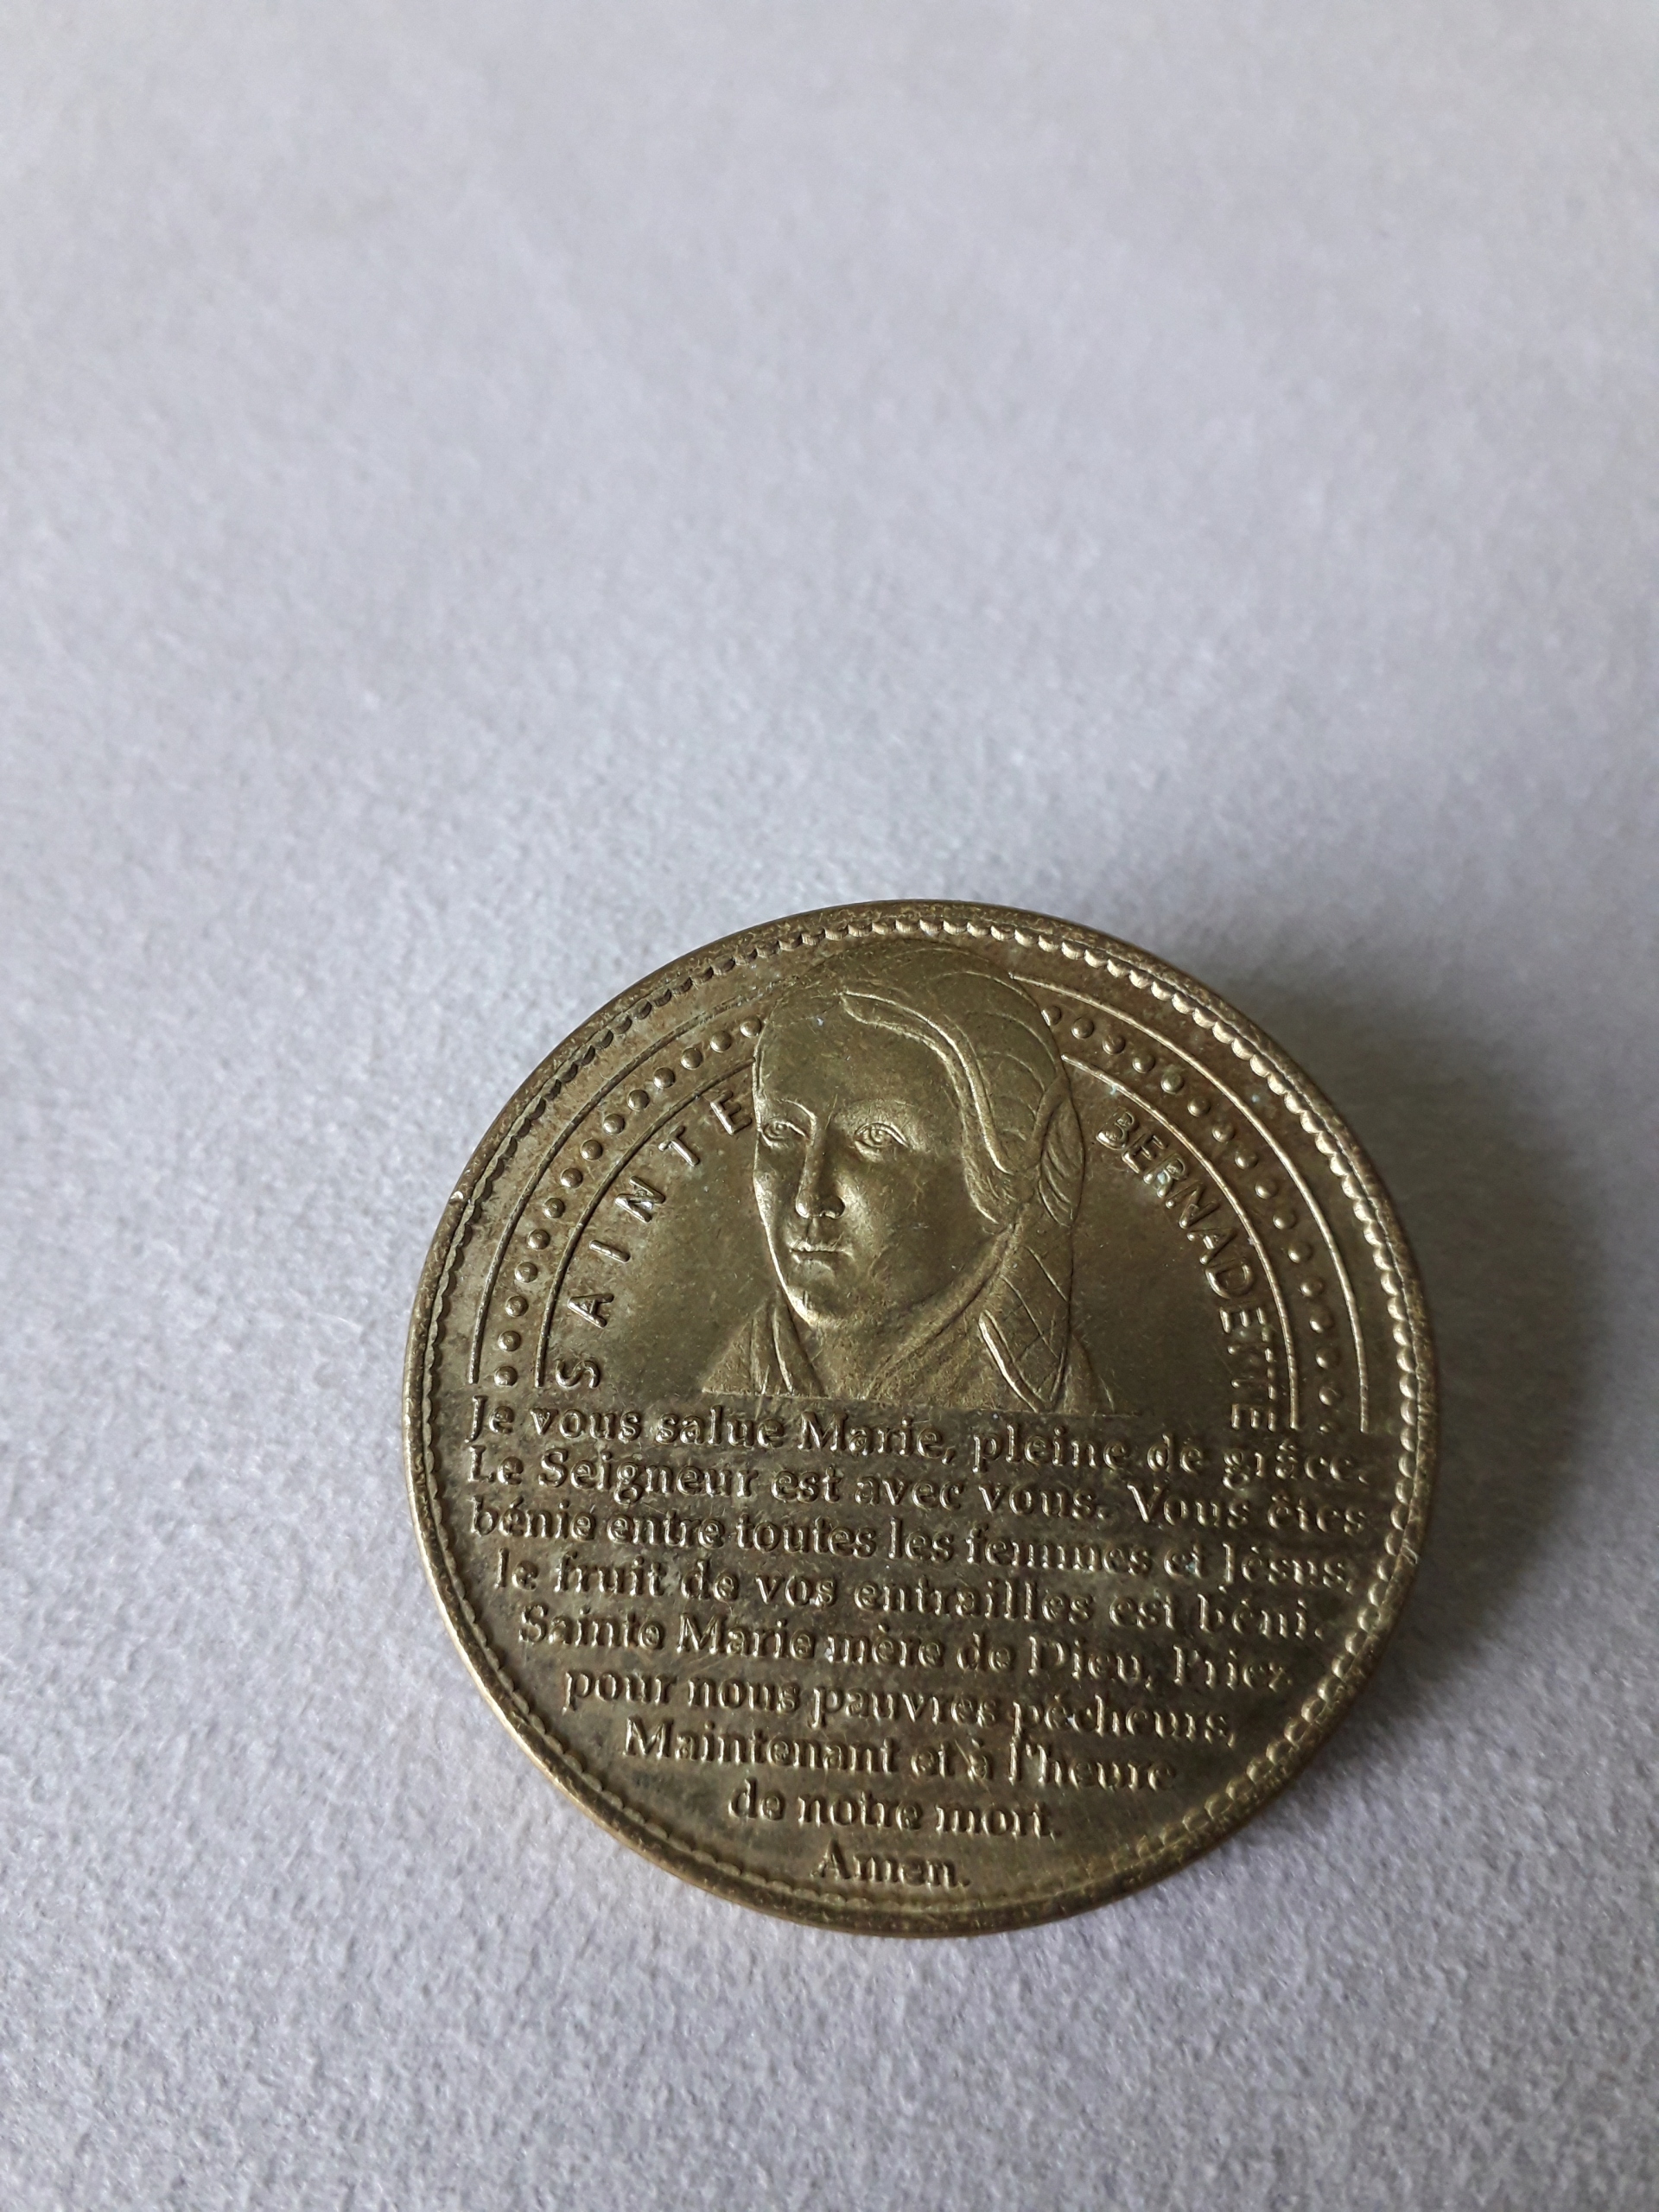 SAINTE BERNADETTE
Je vous salue Marie, pleine de grâce.
Le Seigneur est avec vous. Vous êtes
bénie entre toutes les femmes et Jésus,
le fruit de vos entrailles est béni.
Sainte Marie mère de Dieu, Priez
pour nous pauvres pécheurs,
Maintenant et à l'heure
de notre mort.
Amen.